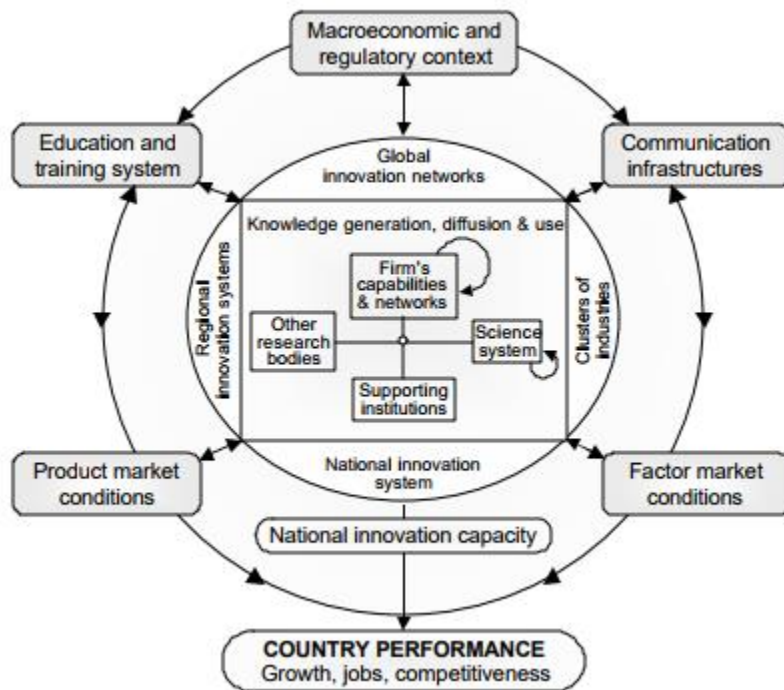 Macroeconomic and
regulatory context
Education and
training system
Communication
infrastructures
Global
innovation networks
Knowledge generation, diffusion & use
Firm's
capabilities
& networks
Regional
innovation systems
Clusters of
industries
Other
research
bodies
Science
system
Supporting
institutions
Product market
conditions
National innovation
system
Factor market
conditions
National innovation capacity
COUNTRY PERFORMANCE
Growth, jobs, competitiveness